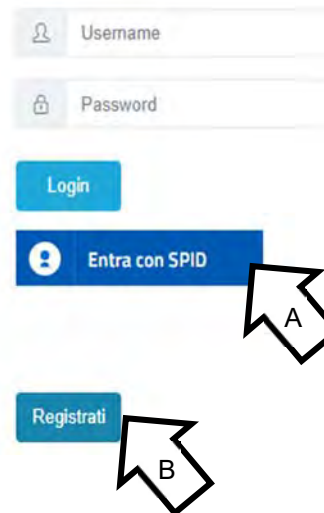 Username
Password
Login
Entra con SPID
A
Registrati
B